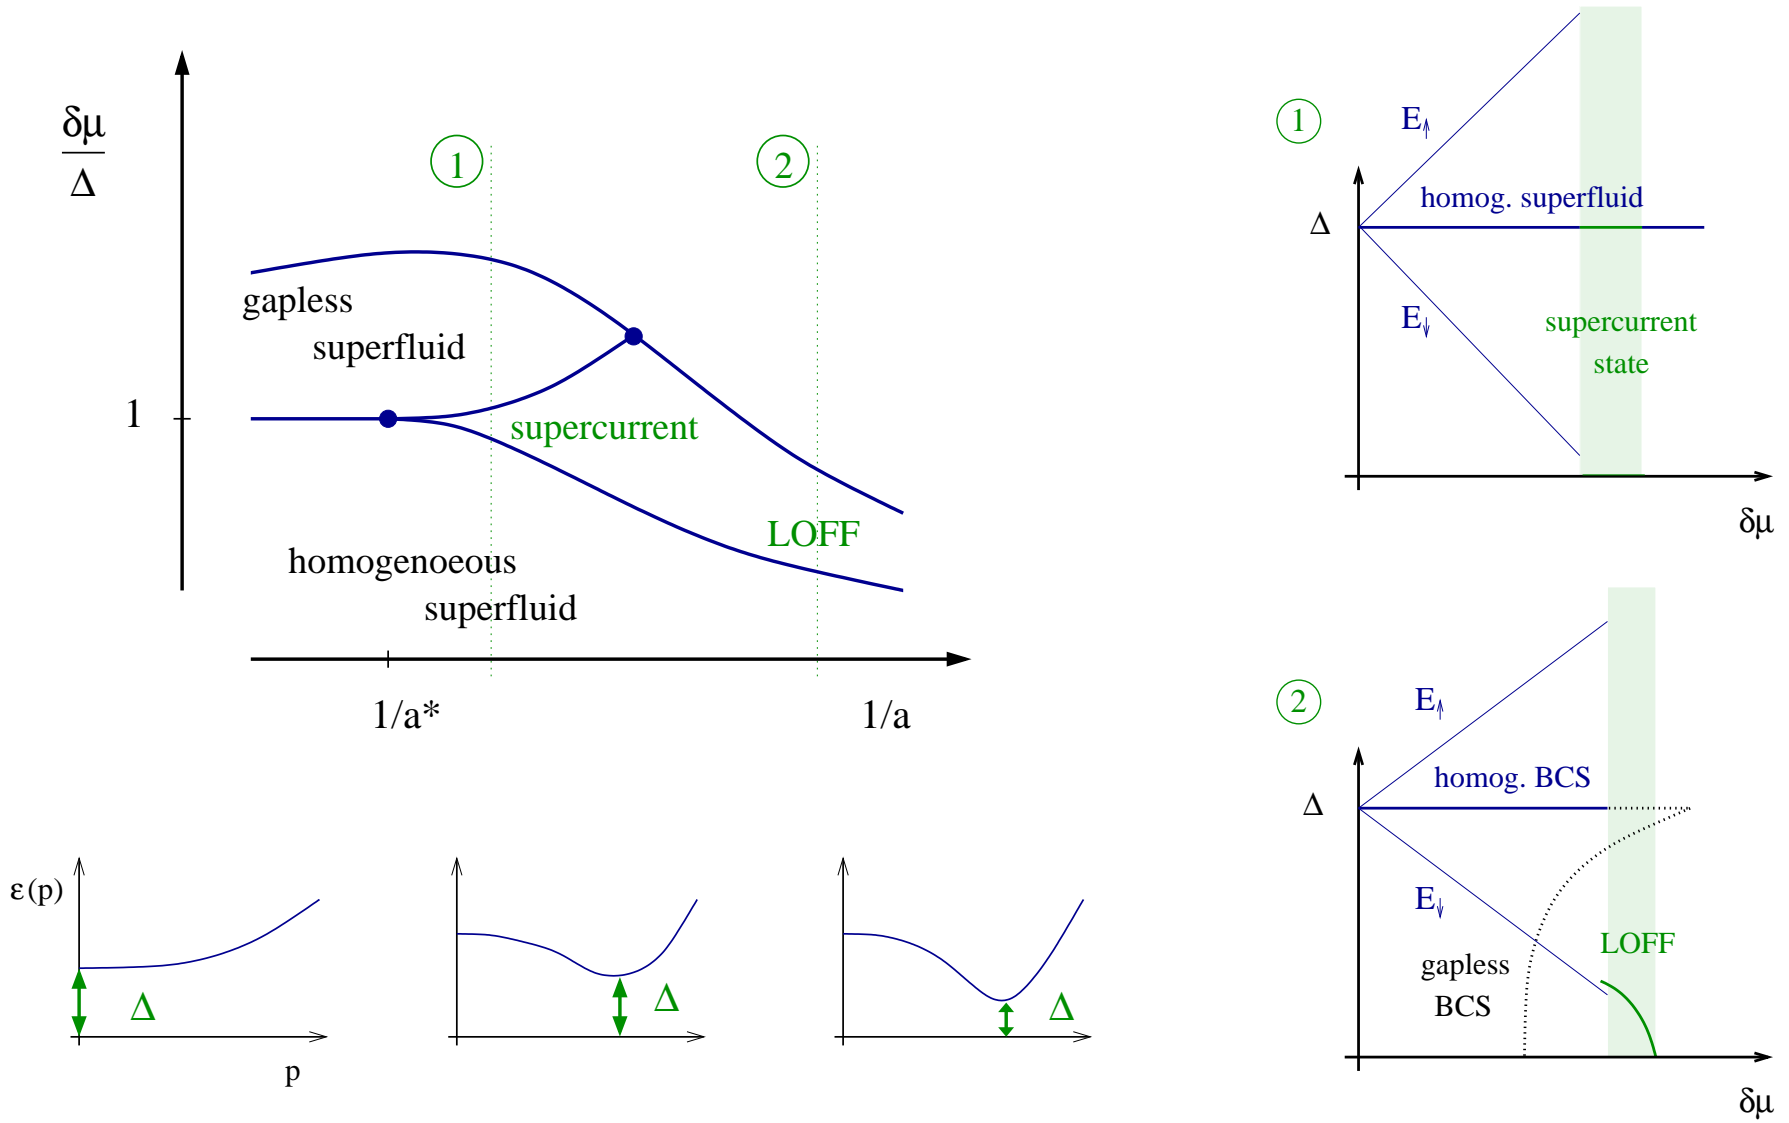 δμ
Δ
1
2
gapless
superfluid
1
supercurrent
LOFF
homogenoeous
superfluid
1/a*
1/a
ε(p)
Δ
p
Δ
Δ
1
E↑
homog. superfluid
Δ
E↓
supercurrent
state
δμ
2
E↑
homog. BCS
Δ
E↓
LOFF
gapless
BCS
δμ